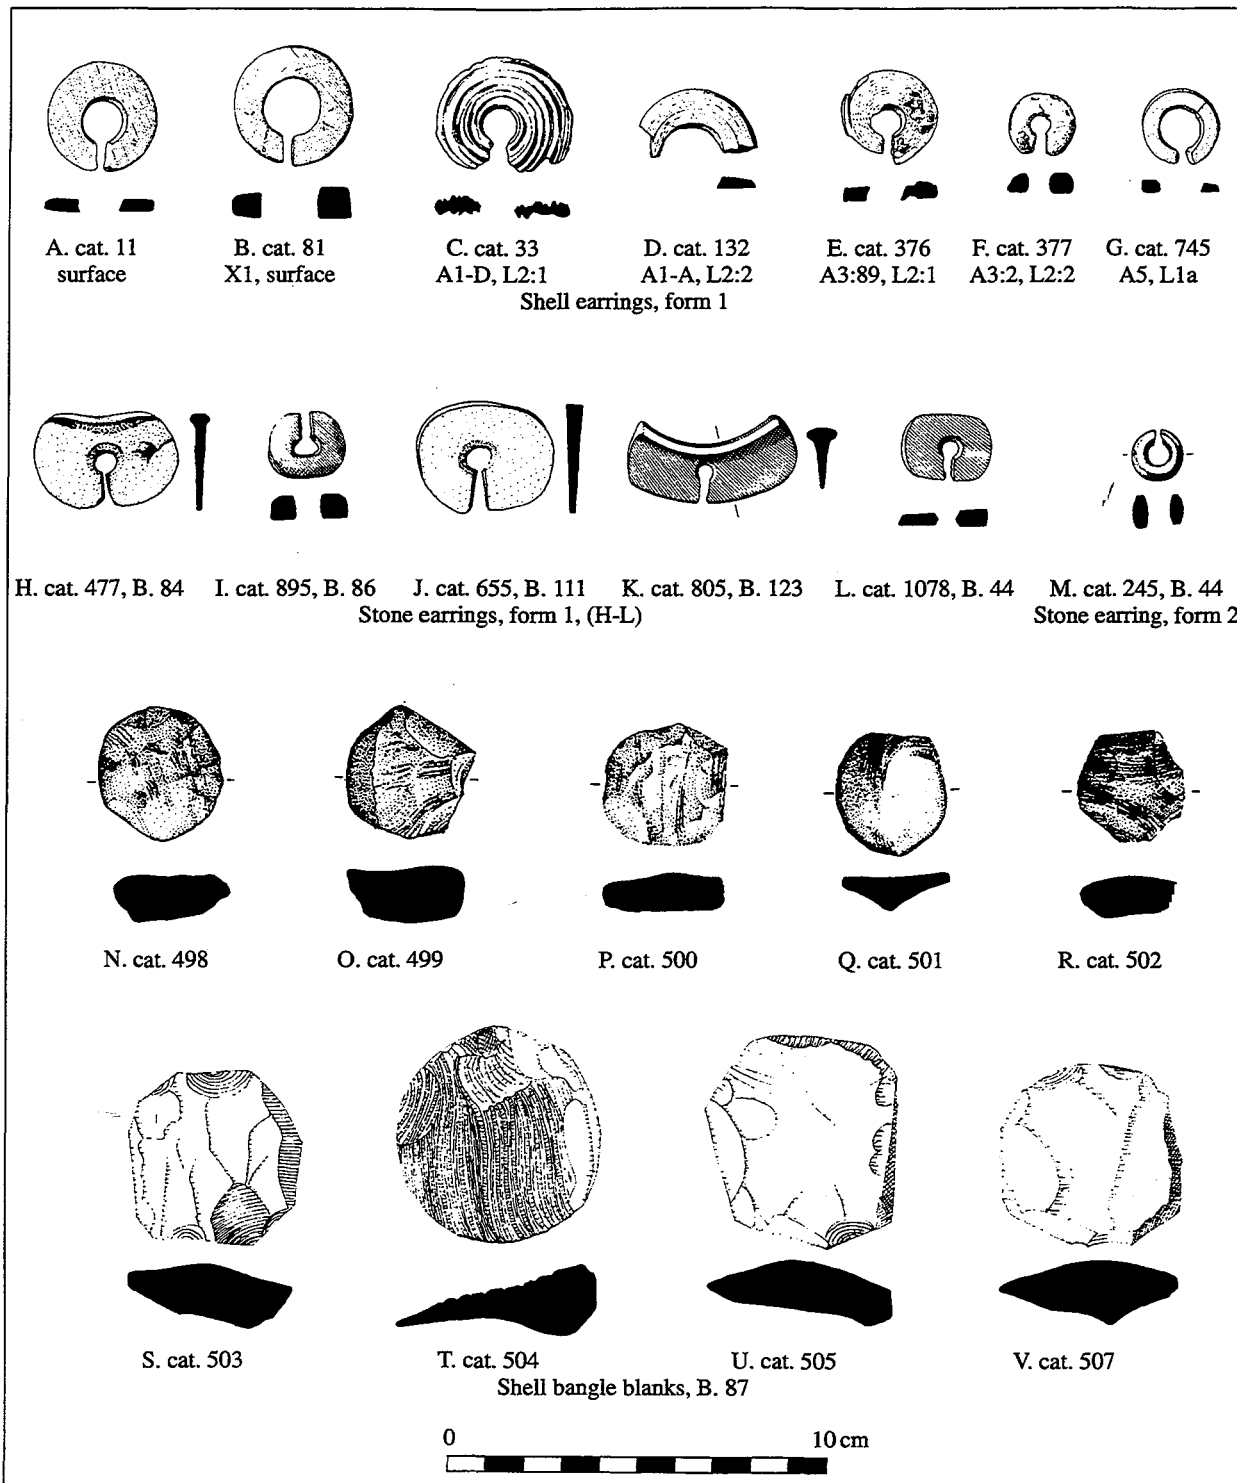 A. cat. 11 B. cat. 81 C. cat. 33 D. cat. 132 E. cat. 376 F. cat. 377 G. cat. 745
surface X1, surface A1-D, L2:1 A1-A, L2:2 A3:89, L2:1 A3:2, L2:2 A5, L1a
Shell earrings, form 1
H. cat. 477, B. 84 I. cat. 895, B. 86 J. cat. 655, B. 111 K. cat. 805, B. 123 L. cat. 1078, B. 44 M. cat. 245, B. 44
Stone earrings, form 1, (H-L) Stone earring, form 2
N. cat. 498 O. cat. 499 P. cat. 500 Q. cat. 501 R. cat. 502
S. cat. 503 T. cat. 504 U. cat. 505 V. cat. 507
Shell bangle blanks, B. 87
0 10 cm